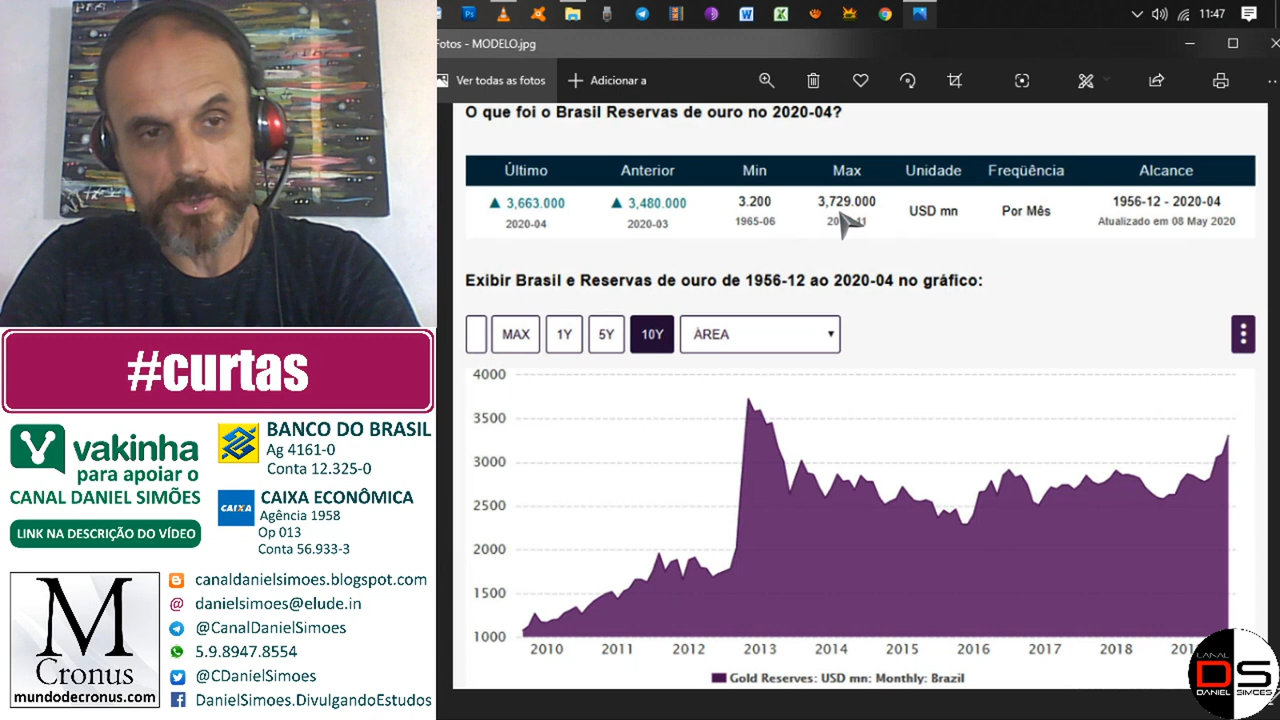 11:47
Fotos - MODELO.jpg
Ver todas as fotos
Adicionar a
O que foi o Brasil Reservas de ouro no 2020-04?
Último Anterior Min Max Unidade Freqüência Alcance
▲ 3,663.000 ▲ 3,480.000 3.200 3,729.000 USD mn Por Mês 1956-12 - 2020-04
2020-04 2020-03 1965-06 Atualizado em 08 May 2020
Exibir Brasil e Reservas de ouro de 1956-12 ao 2020-04 no gráfico:
MAX 1Y 5Y 10Y ÁREA
4000
3500
3000
2500
2000
1500
1000
2010 2011 2012 2013 2014 2015 2016 2017 2018
Gold Reserves: USD mn: Monthly: Brazil
#curtas
vakinha
para apoiar o
CANAL DANIEL SIMÕES
LINK NA DESCRIÇÃO DO VÍDEO
BANCO DO BRASIL
Ag 4161-0
Conta 12.325-0
CAIXA
CAIXA ECONÔMICA
Agência 1958
Op 013
Conta 56.933-3
M
Cronus
mundodecronus.com
canaldanielsimoes.blogspot.com
danielsimoes@elude.in
@CanalDanielSimoes
5.9.8947.8554
@CDanielSimoes
DanielSimoes.DivulgandoEstudos
CANAL
DS
DANIEL SIMÕES